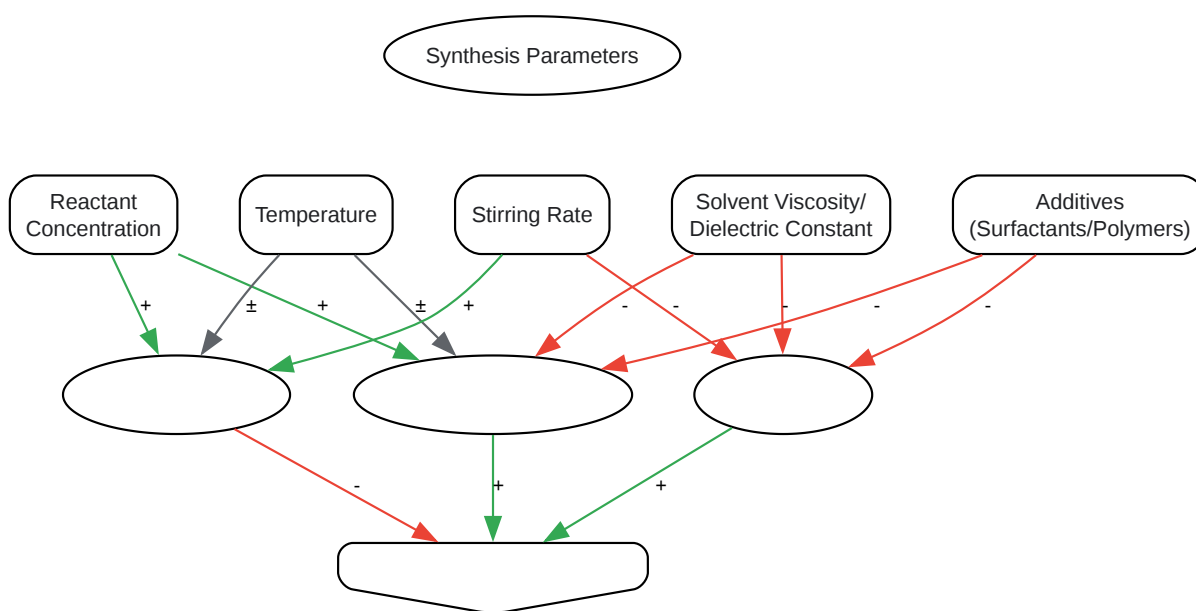 Synthesis Parameters
Reactant
Concentration
Temperature
Stirring Rate
Solvent Viscosity/
Dielectric Constant
Additives
(Surfactants/Polymers)
+
±
+
±
+
-
-
-
-
-
-
+
+